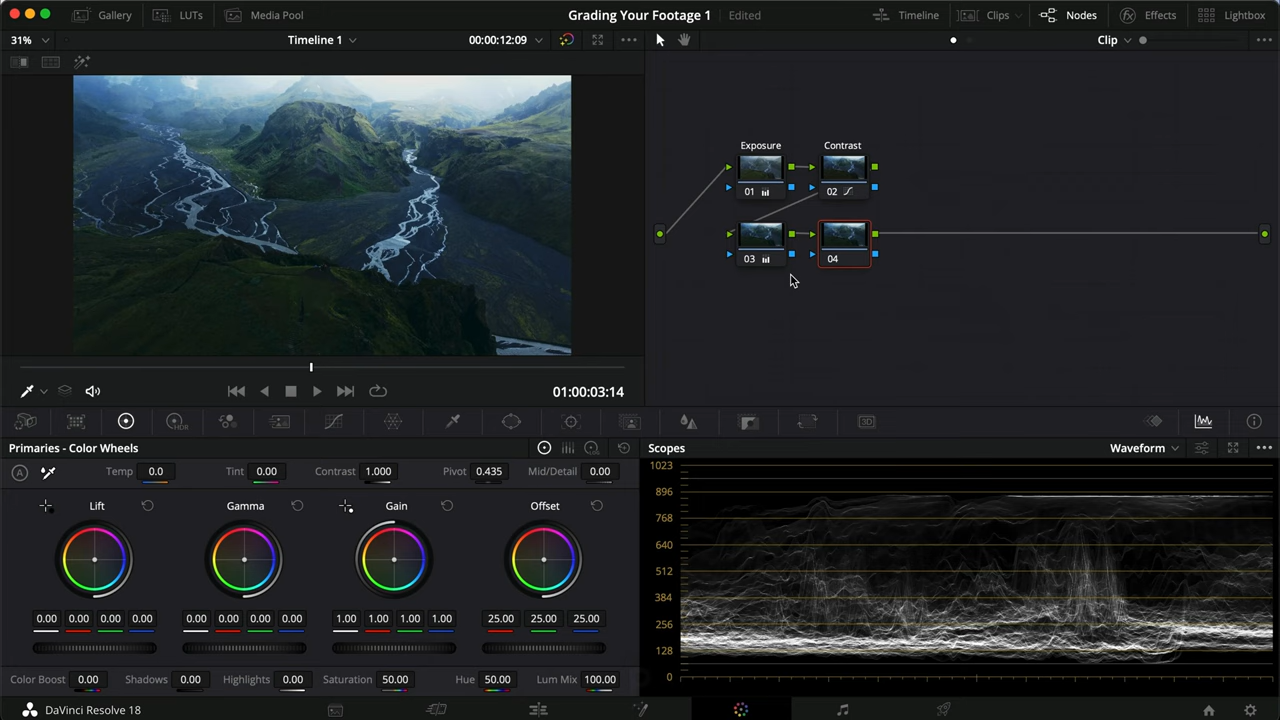 Gallery LUTs Media Pool Grading Your Footage 1 Edited Timeline Clips Nodes Effects Lightbox
31% Timeline 1 00:00:12:09 Clip
Exposure Contrast
01 02
03 04
01:00:03:14
HDR 3D
Primaries - Color Wheels Scopes Waveform
A Temp 0.0 Tint 0.00 Contrast 1.000 Pivot 0.435 Mid/Detail 0.00
Lift Gamma Gain Offset
0.00 0.00 0.00 0.00 0.00 0.00 0.00 0.00 1.00 1.00 1.00 1.00 25.00 25.00 25.00
Color Boost 0.00 Shadows 0.00 Highlights 0.00 Saturation 50.00 Hue 50.00 Lum Mix 100.00
1023
896
768
640
512
384
256
128
0
DaVinci Resolve 18